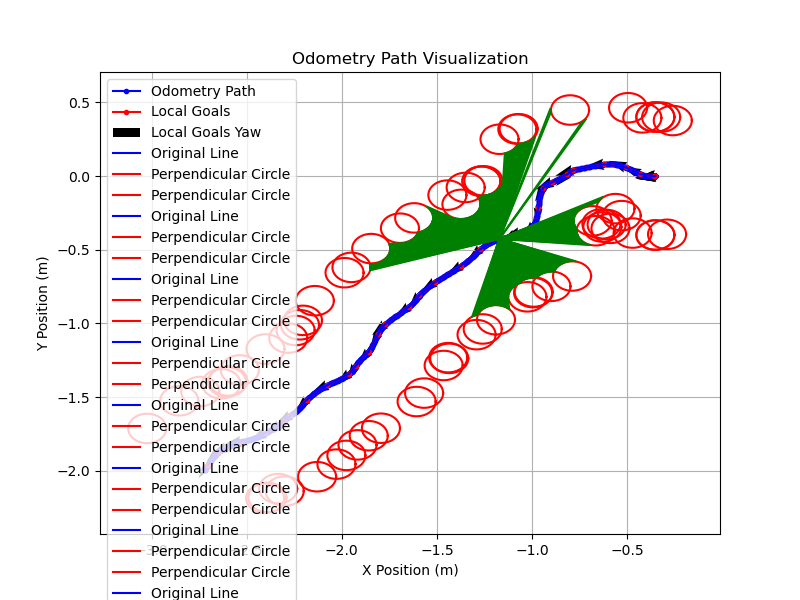 Odometry Path Visualization
Odometry Path
Local Goals
Local Goals Yaw
Original Line
Perpendicular Circle
Perpendicular Circle
Original Line
Perpendicular Circle
Perpendicular Circle
Original Line
Perpendicular Circle
Perpendicular Circle
Original Line
Perpendicular Circle
Perpendicular Circle
Original Line
Perpendicular Circle
Perpendicular Circle
Original Line
Perpendicular Circle
Perpendicular Circle
Original Line
Perpendicular Circle
Perpendicular Circle
Original Line
0.5
0.0
−0.5
−1.0
−1.5
−2.0
Y Position (m)
−2.0 −1.5 −1.0 −0.5
X Position (m)